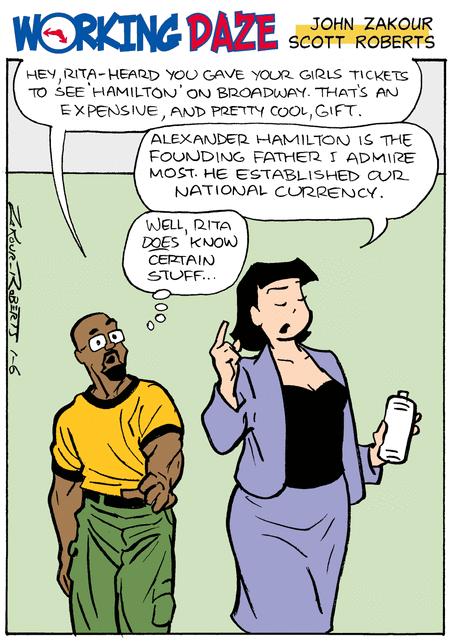 WORKING DAZE
JOHN ZAKOUR
SCOTT ROBERTS
HEY, RITA-HEARD YOU GAVE YOUR GIRLS TICKETS
TO SEE 'HAMILTON' ON BROADWAY. THAT'S AN
EXPENSIVE, AND PRETTY COOL, GIFT.
ALEXANDER HAMILTON IS THE
FOUNDING FATHER I ADMIRE
MOST. HE ESTABLISHED OUR
NATIONAL CURRENCY.
WELL, RITA
DOES KNOW
CERTAIN
STUFF...
ZAKOUR-ROBERTS 1-6